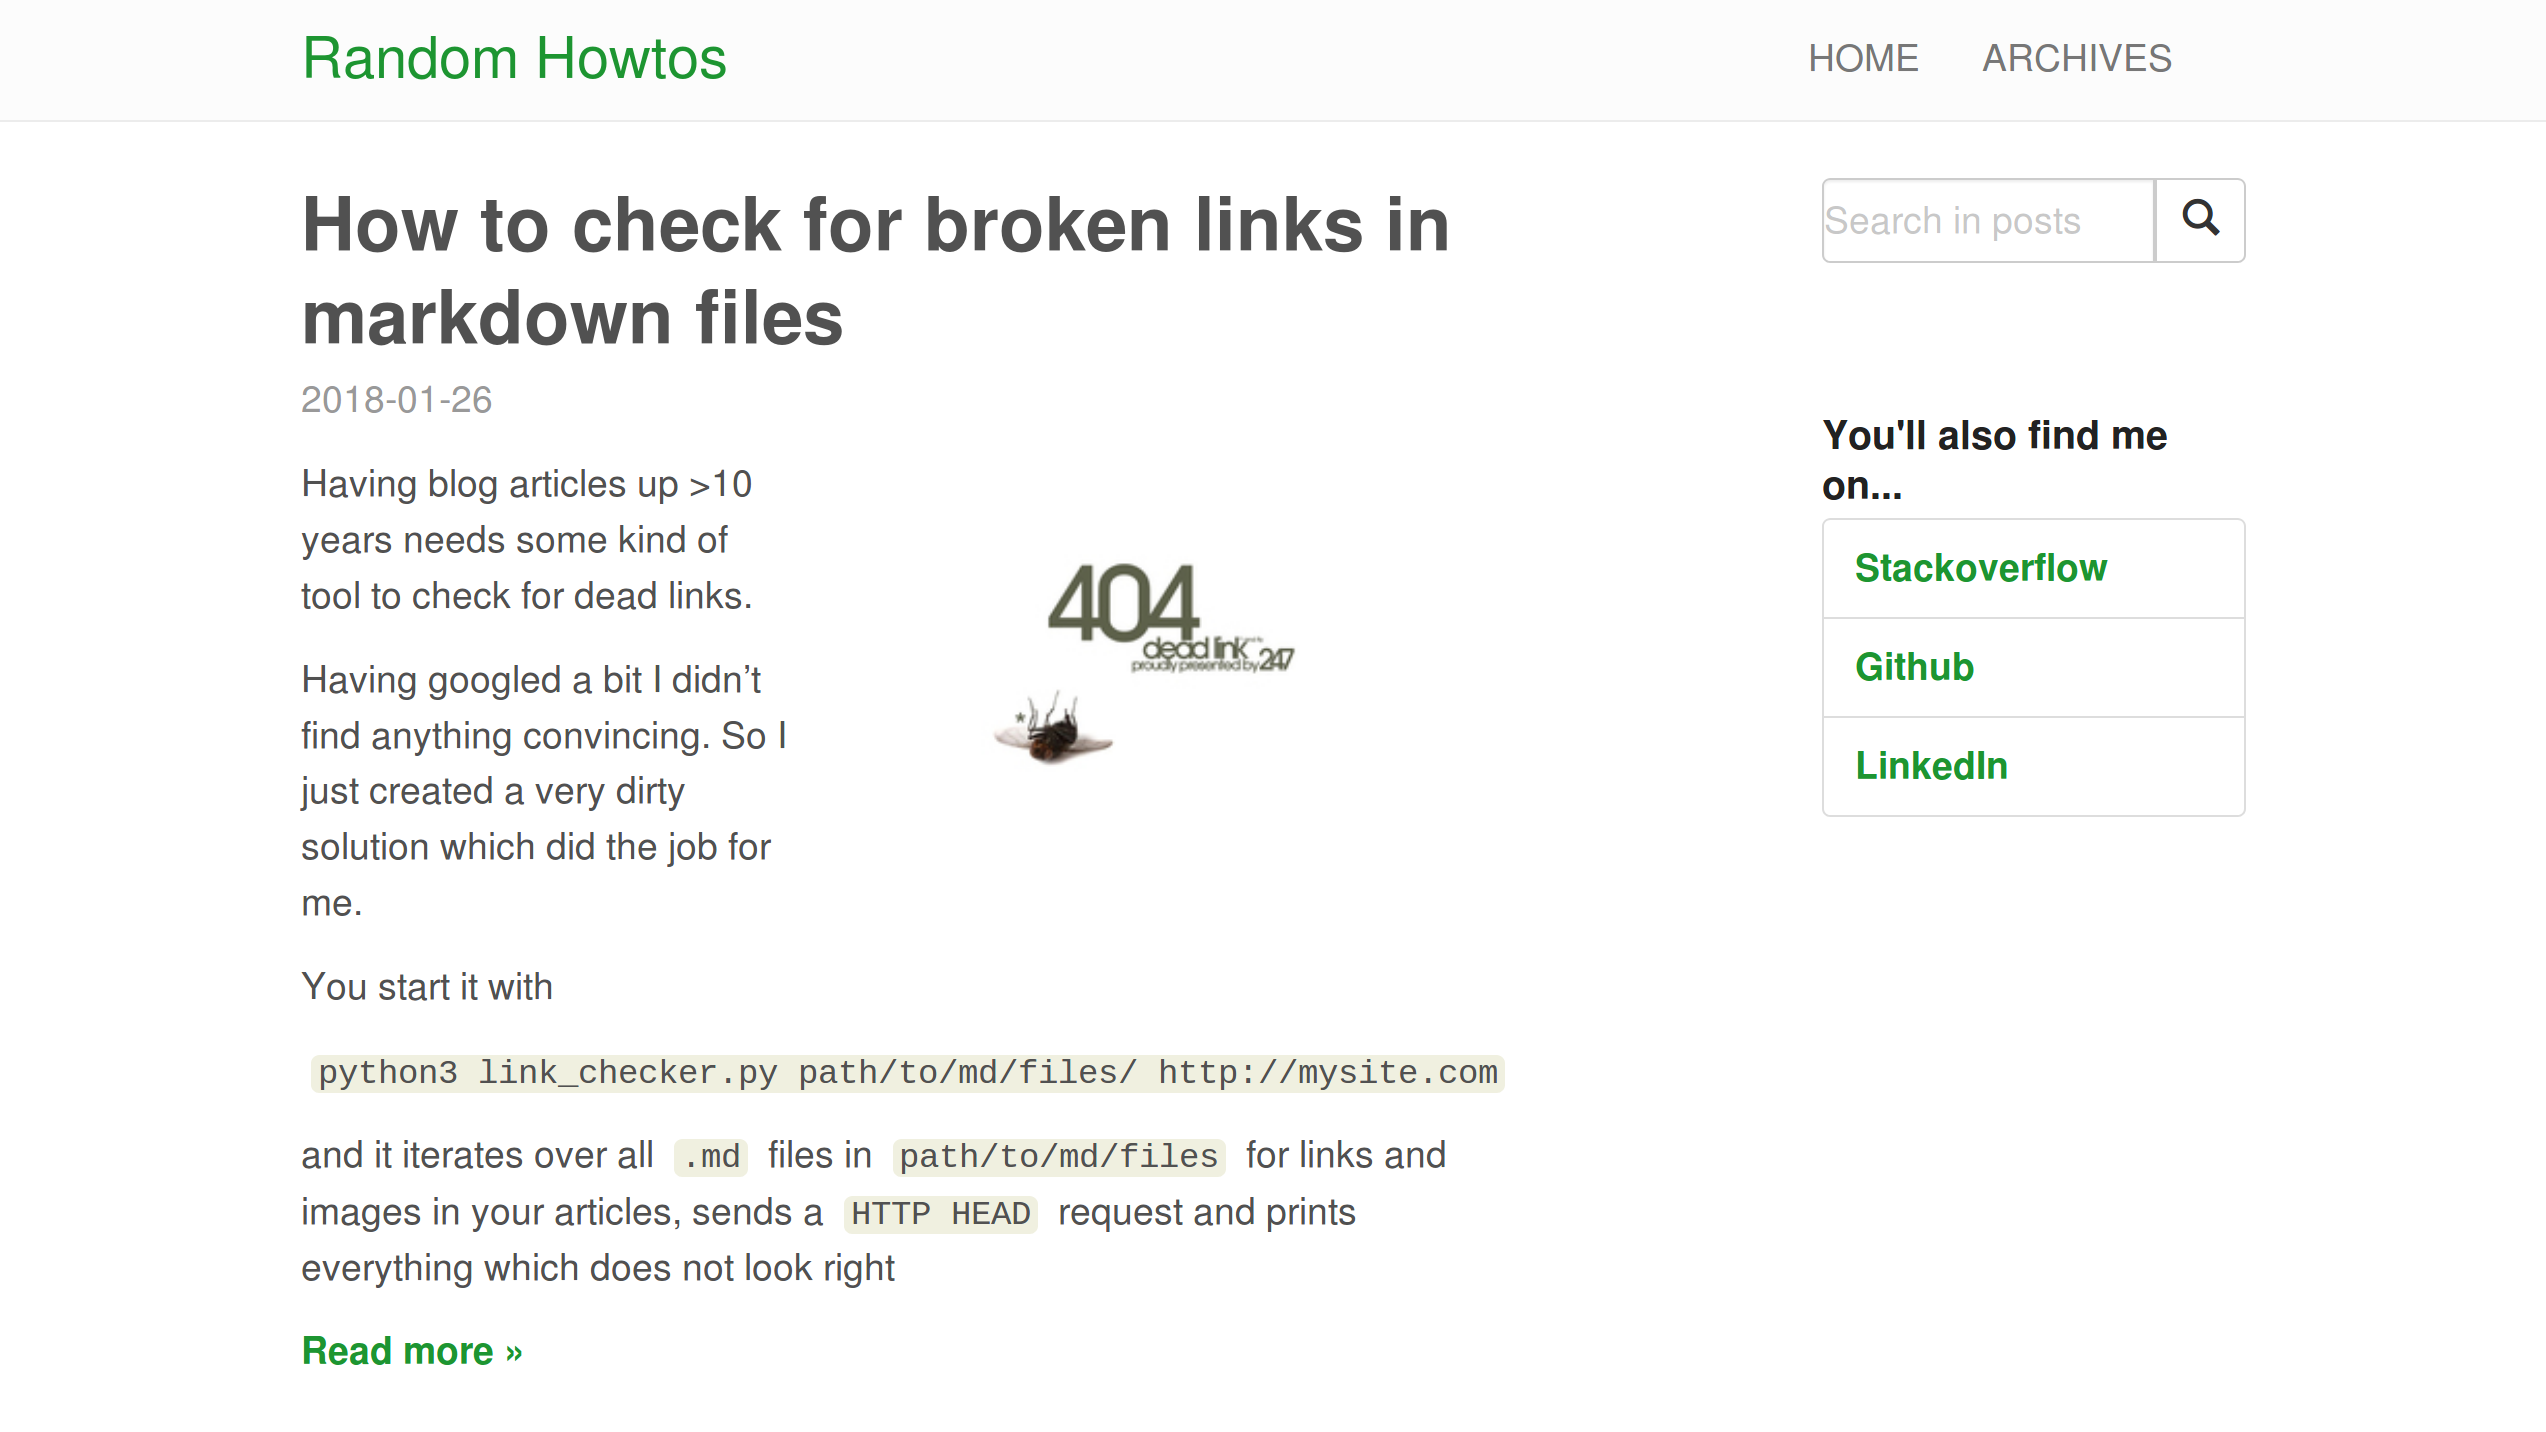 Random Howtos
HOME
ARCHIVES
How to check for broken links in
markdown files
2018-01-26
Having blog articles up >10
years needs some kind of
tool to check for dead links.
Having googled a bit I didn’t
find anything convincing. So I
just created a very dirty
solution which did the job for
me.
404
dead link
proudly presented by 247
*
You start it with
python3 link_checker.py path/to/md/files/ http://mysite.com
and it iterates over all .md files in path/to/md/files for links and
images in your articles, sends a HTTP HEAD request and prints
everything which does not look right
Read more »
Search in posts
You'll also find me
on...
Stackoverflow
Github
LinkedIn